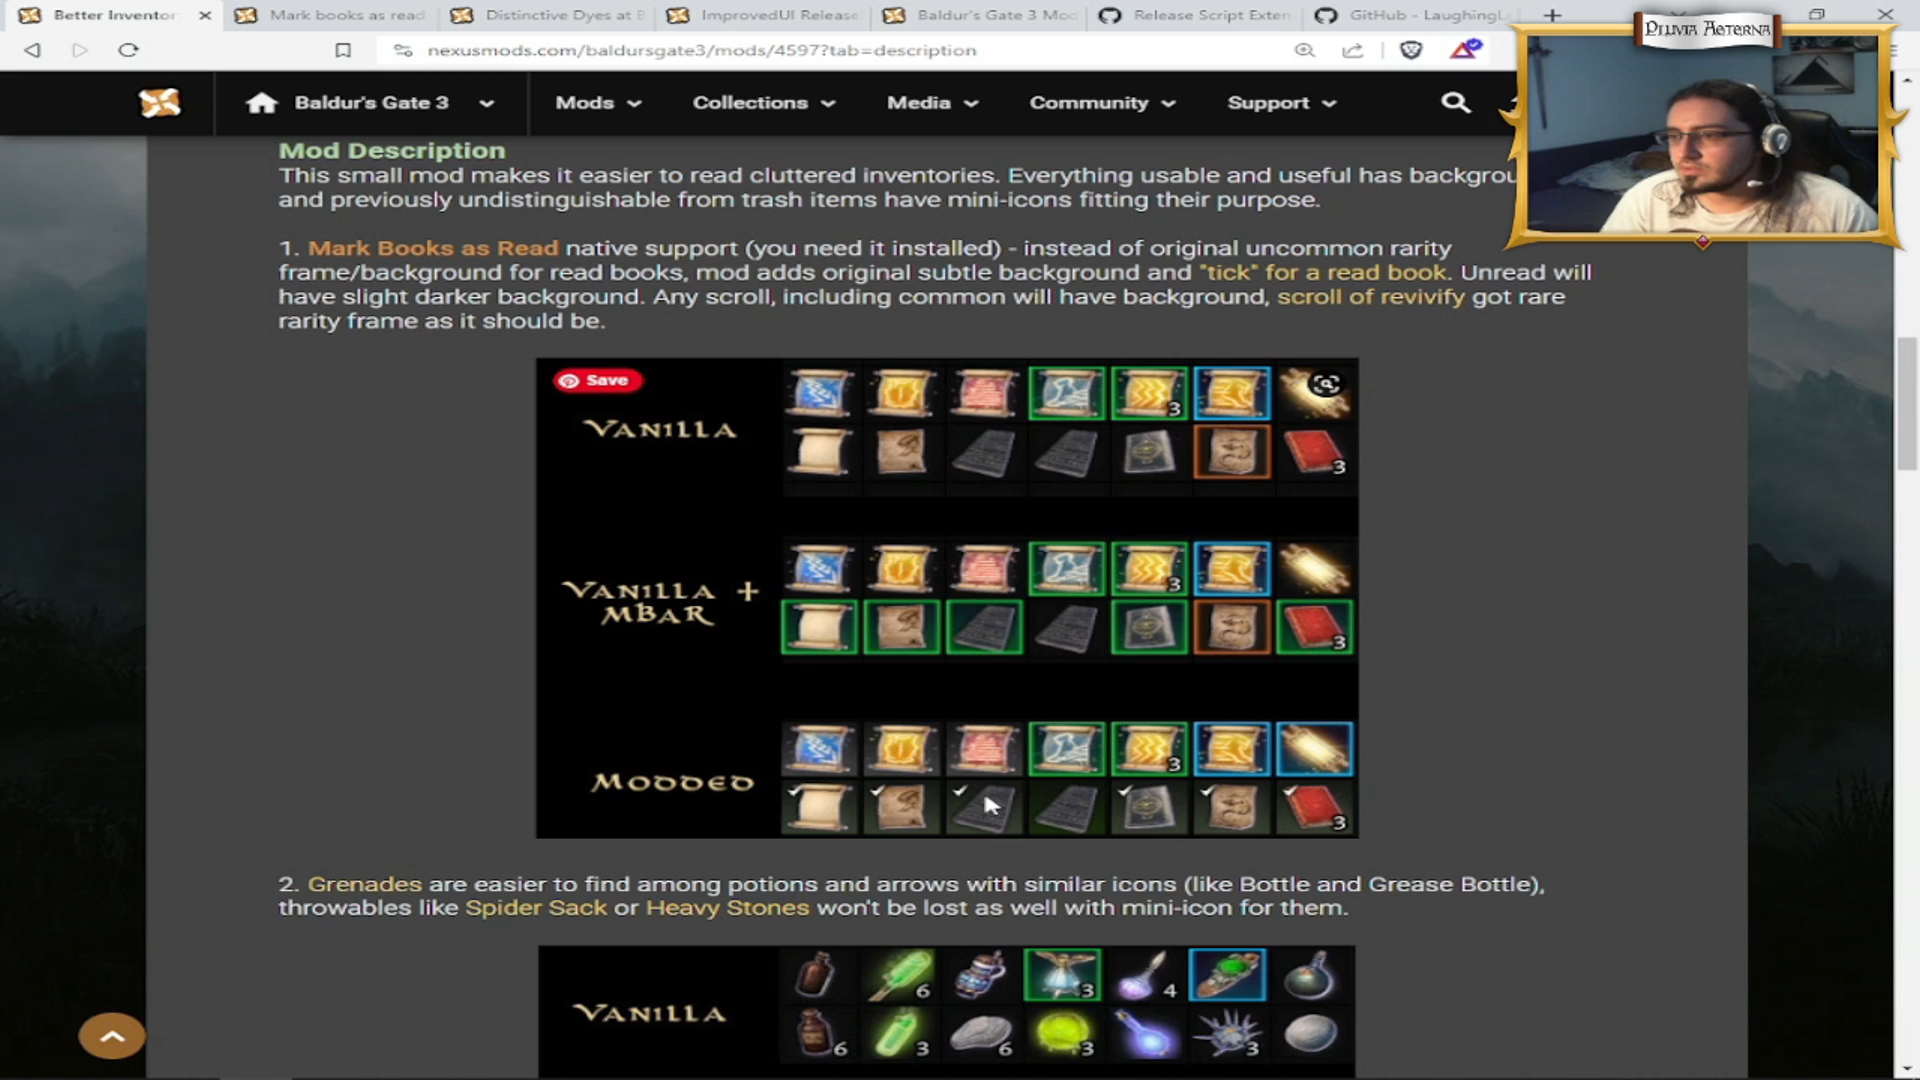 Better Inventor
Mark books as read
Distinctive Dyes at B
ImprovedUI Release
Baldur's Gate 3 Mod
Release Script Exten
GitHub - LaughingLe
nexusmods.com/baldursgate3/mods/4597?tab=description
Pluvia Aeterna
Baldur's Gate 3
Mods
Collections
Media
Community
Support
Mod Description
This small mod makes it easier to read cluttered inventories. Everything usable and useful has backgrou
and previously undistinguishable from trash items have mini-icons fitting their purpose.
1. Mark Books as Read native support (you need it installed) - instead of original uncommon rarity
frame/background for read books, mod adds original subtle background and "tick" for a read book. Unread will
have slight darker background. Any scroll, including common will have background, scroll of revivify got rare
rarity frame as it should be.
Save
VANILLA
3
3
VANILLA +
MBAR
3
3
MODDED
3
3
2. Grenades are easier to find among potions and arrows with similar icons (like Bottle and Grease Bottle),
throwables like Spider Sack or Heavy Stones won't be lost as well with mini-icon for them.
VANILLA
6 3 4
6 3 6 3 3